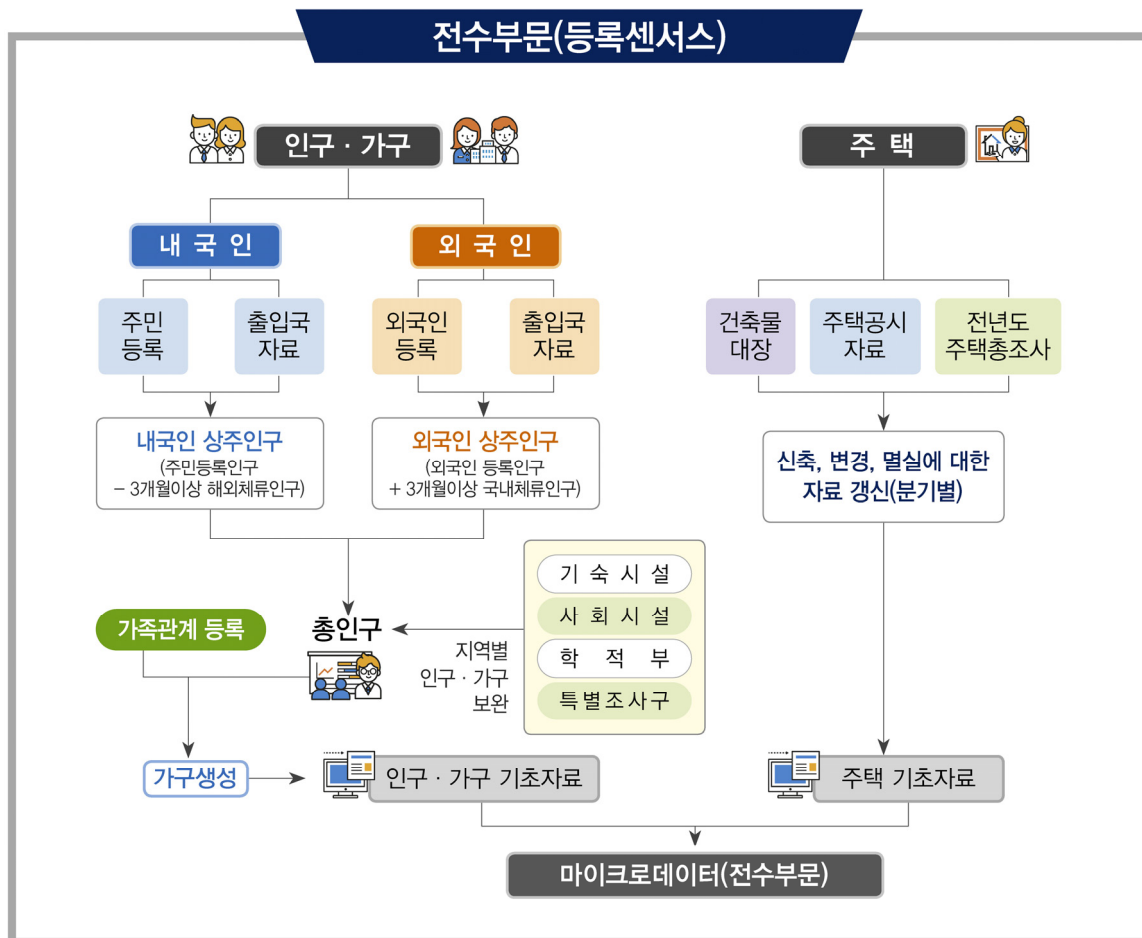 전수부문(등록센서스)
인구 · 가구
주 택
내 국 인
외 국 인
주민
등록
출입국
자료
외국인
등록
출입국
자료
건축물
대장
주택공시
자료
전년도
주택총조사
내국인 상주인구
(주민등록인구
– 3개월이상 해외체류인구)
외국인 상주인구
(외국인 등록인구
+ 3개월이상 국내체류인구)
신축, 변경, 멸실에 대한
자료 갱신(분기별)
기 숙 시 설
사 회 시 설
학 적 부
특별조사구
가족관계 등록
총인구
지역별
인구 · 가구
보완
가구생성
인구 · 가구 기초자료
주택 기초자료
마이크로데이터(전수부문)